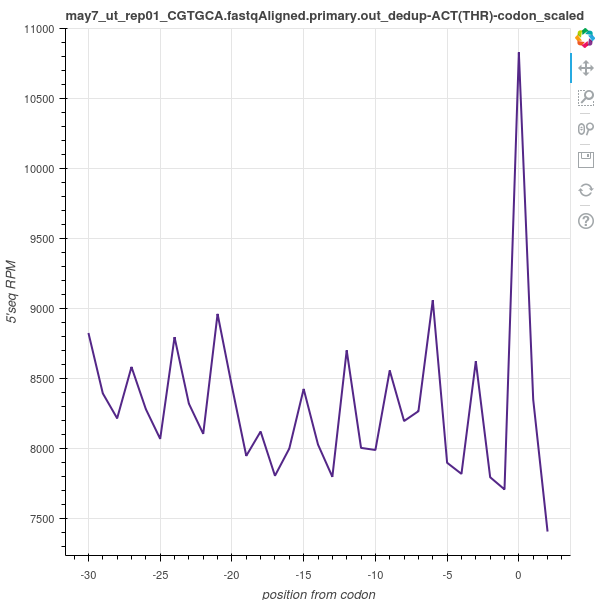 may7_ut_rep01_CGTGCA.fastqAligned.primary.out_dedup-ACT(THR)-codon_scaled
11000
10500
10000
9500
9000
8500
8000
7500
5'seq RPM
-30 -25 -20 -15 -10 -5 0
position from codon